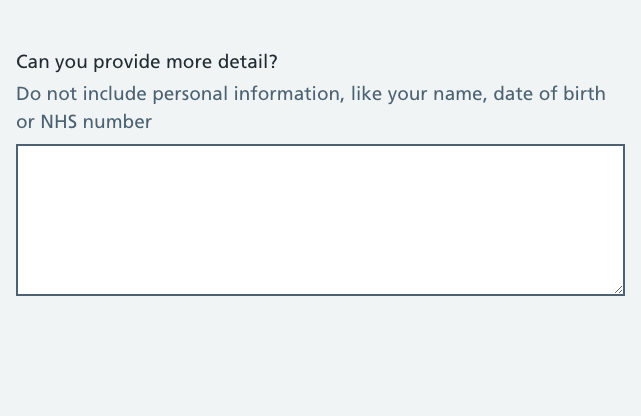 Can you provide more detail?
Do not include personal information, like your name, date of birth
or NHS number